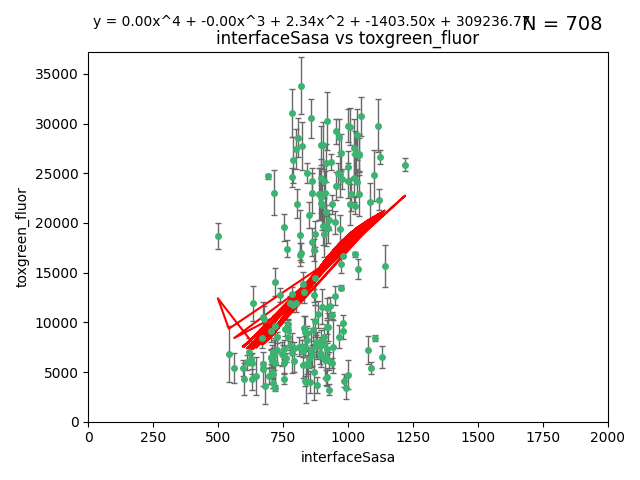 y = 0.00x^4 + -0.00x^3 + 2.34x^2 + -1403.50x + 309236.77
N = 708
interfaceSasa vs toxgreen_fluor
35000
30000
25000
20000
15000
10000
5000
0
toxgreen_fluor
0 250 500 750 1000 1250 1500 1750 2000
interfaceSasa